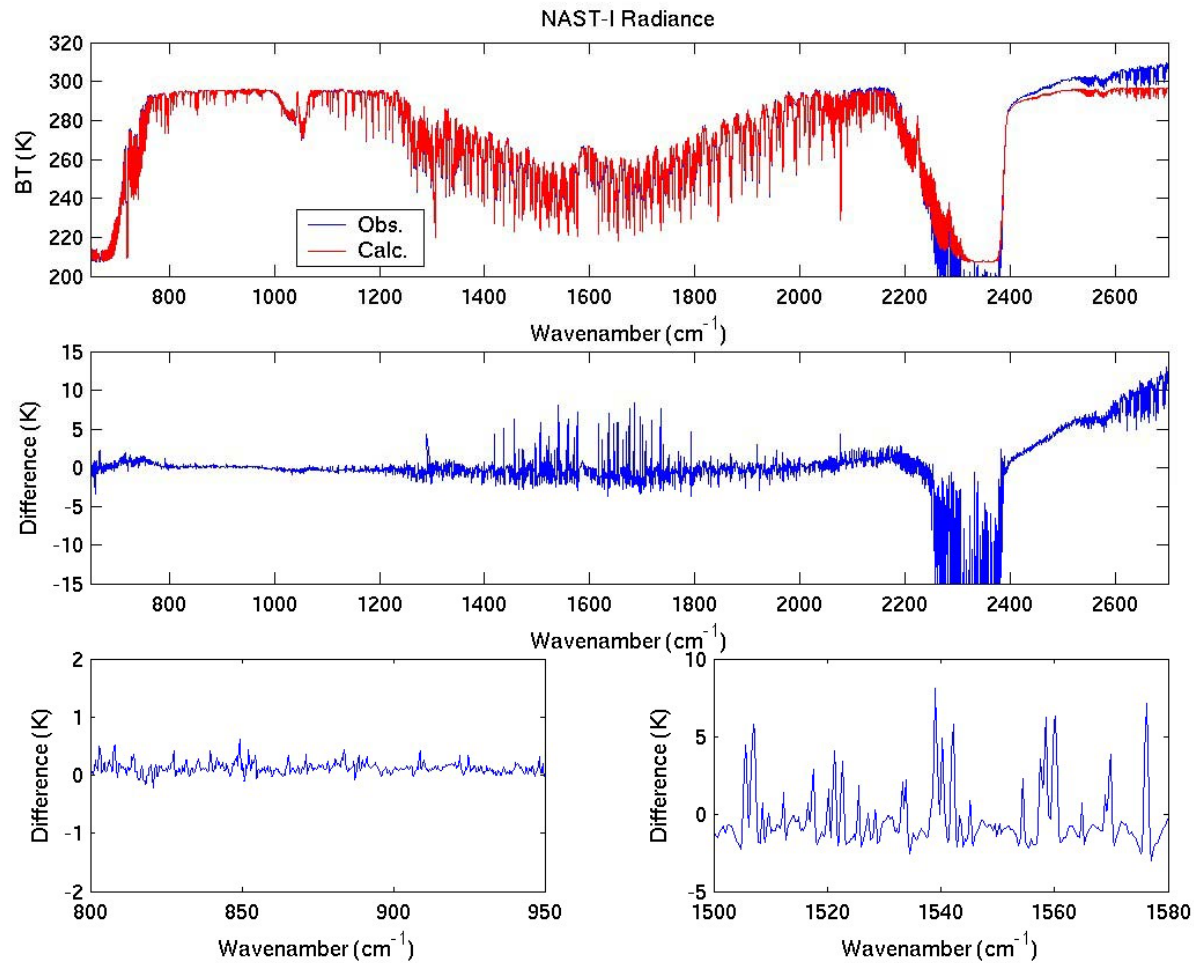 NAST-I Radiance
320
300
280
260
240
220
200
BT (K)
Obs.
Calc.
800 1000 1200 1400 1600 1800 2000 2200 2400 2600
Wavenamber (cm-1)
15
10
5
0
-5
-10
-15
Difference (K)
800 1000 1200 1400 1600 1800 2000 2200 2400 2600
Wavenamber (cm-1)
2
1
0
-1
-2
Difference (K)
800 850 900 950
Wavenamber (cm-1)
10
5
0
-5
Difference (K)
1500 1520 1540 1560 1580
Wavenamber (cm-1)